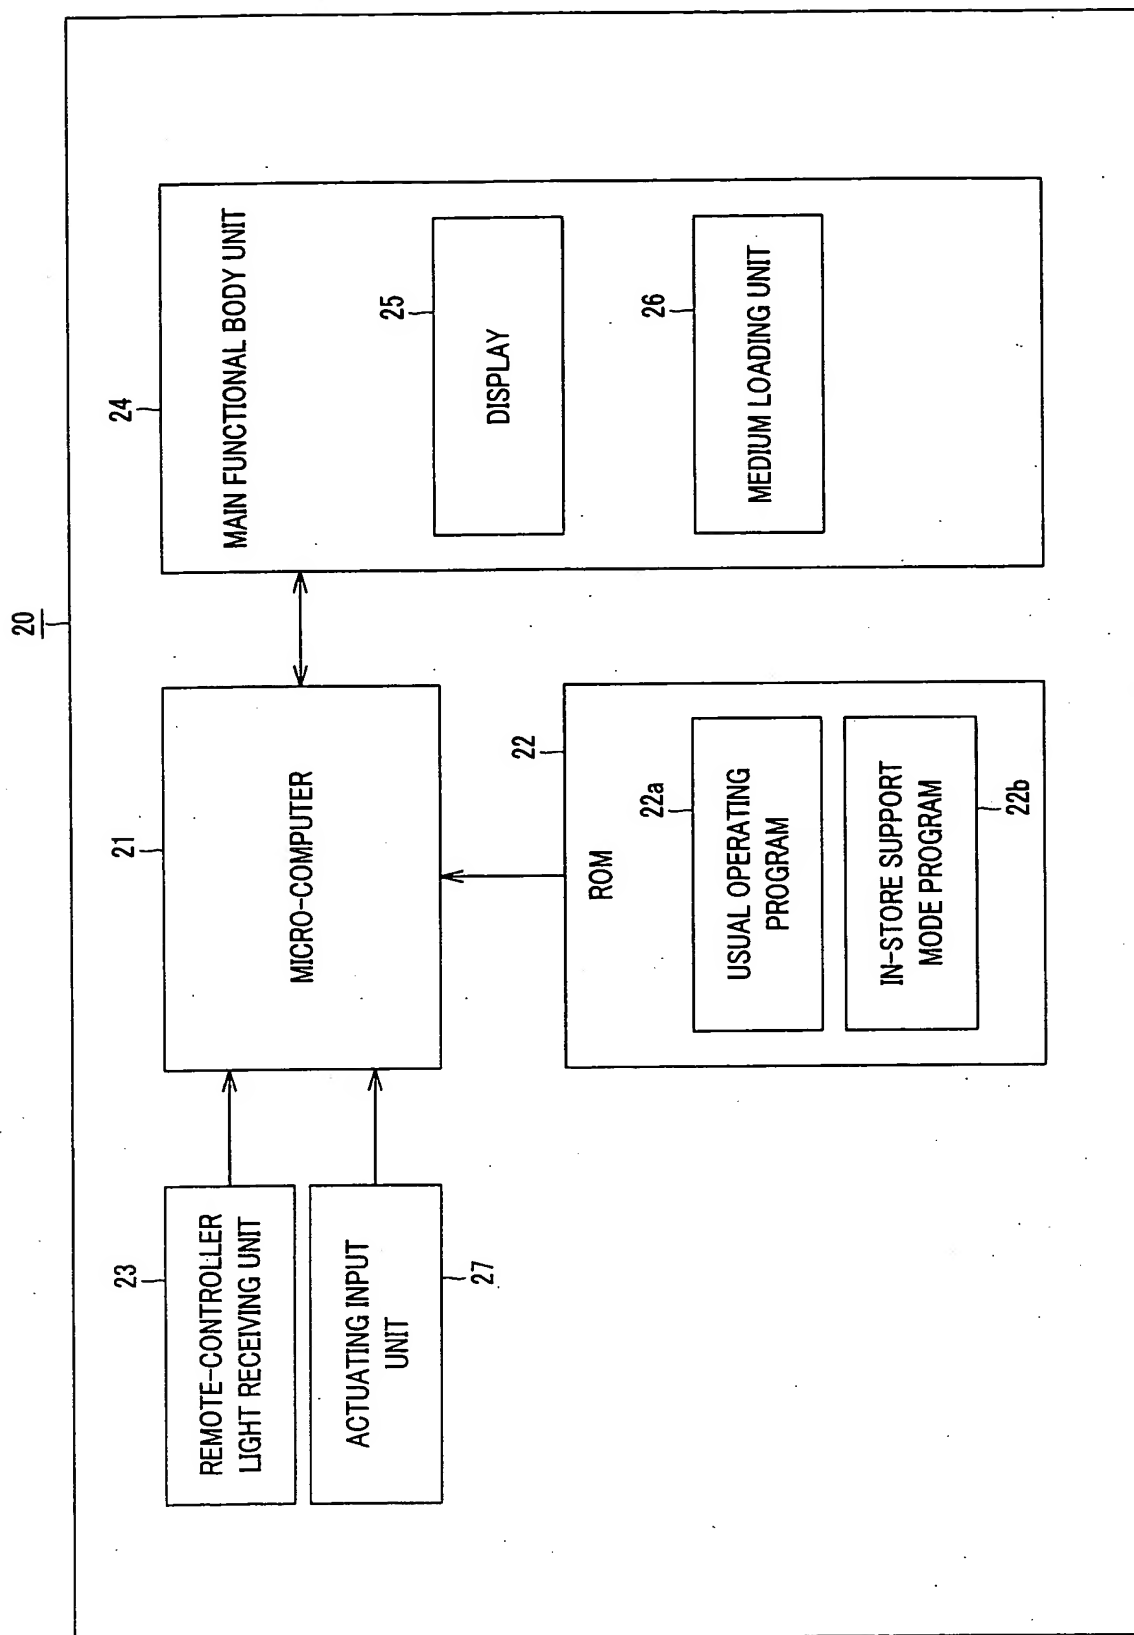 20
23
REMOTE-CONTROLLER
LIGHT RECEIVING UNIT
ACTUATING INPUT
UNIT
27
21
MICRO-COMPUTER
22
ROM
22a
USUAL OPERATING
PROGRAM
IN-STORE SUPPORT
MODE PROGRAM
22b
24
MAIN FUNCTIONAL BODY UNIT
25
DISPLAY
26
MEDIUM LOADING UNIT